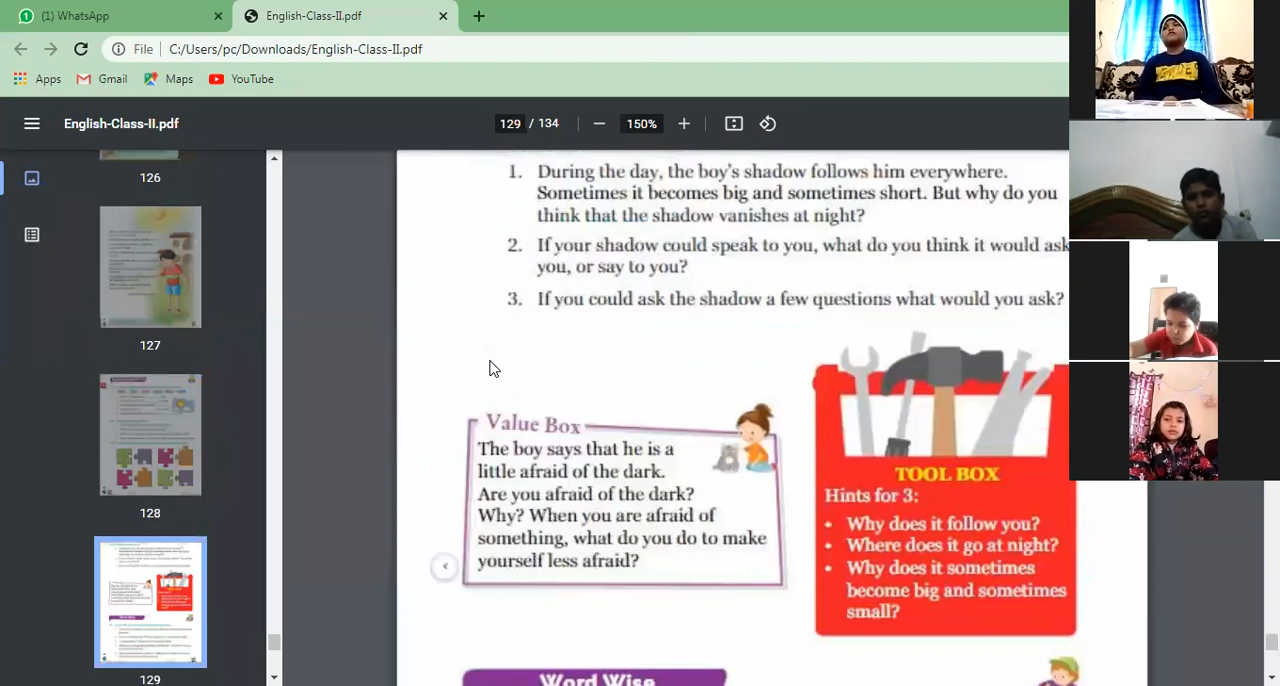 (1) WhatsApp
English-Class-II.pdf
File
C:/Users/pc/Downloads/English-Class-II.pdf
Apps
Gmail
Maps
YouTube
English-Class-II.pdf
129 / 134
150%
126
127
128
129
1. During the day, the boy's shadow follows him everywhere.
Sometimes it becomes big and sometimes short. But why do you
think that the shadow vanishes at night?
2. If your shadow could speak to you, what do you think it would ask
you, or say to you?
3. If you could ask the shadow a few questions what would you ask?
Value Box
The boy says that he is a
little afraid of the dark.
Are you afraid of the dark?
Why? When you are afraid of
something, what do you do to make
yourself less afraid?
TOOL BOX
Hints for 3:
• Why does it follow you?
• Where does it go at night?
• Why does it sometimes
become big and sometimes
small?
Word Wise